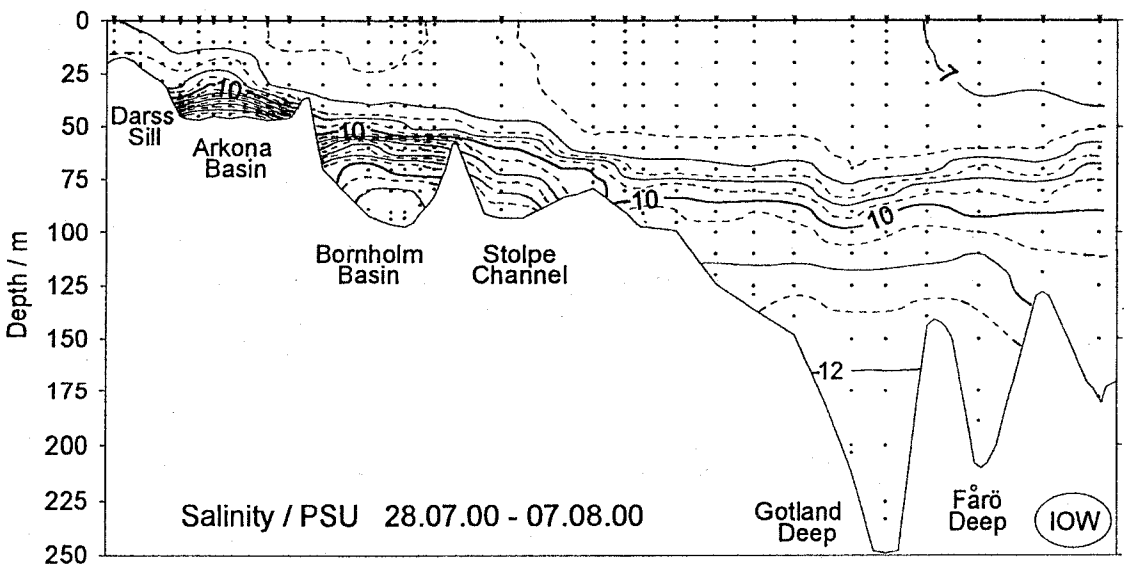 0
25
50
75
100
125
150
175
200
225
250
Depth / m
Darss
Sill
Arkona
Basin
Bornholm
Basin
Stolpe
Channel
Gotland
Deep
Fårö
Deep
10
10
10
10
7
12
Salinity / PSU 28.07.00 - 07.08.00
IOW